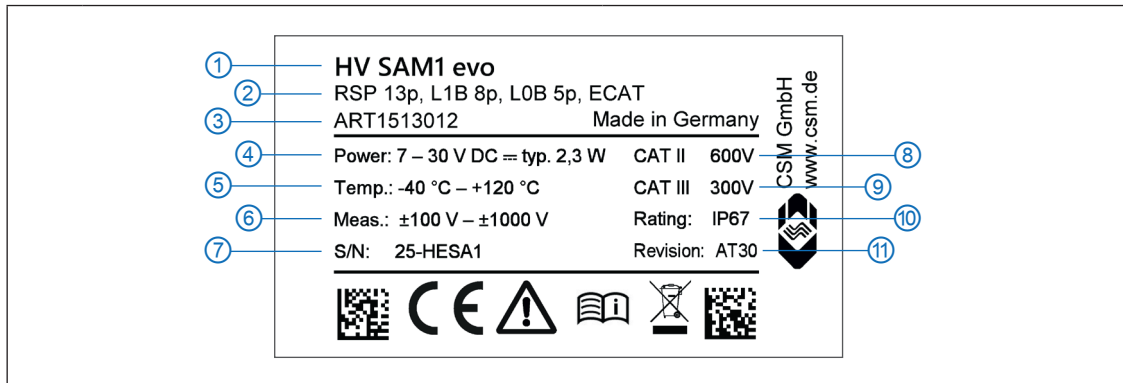 ① HV SAM1 evo
② RSP 13p, L1B 8p, L0B 5p, ECAT
③ ART1513012 Made in Germany
④ Power: 7 – 30 V DC ⎓ typ. 2,3 W CAT II 600V ⑧
⑤ Temp.: -40 °C – +120 °C CAT III 300V ⑨
⑥ Meas.: ±100 V – ±1000 V Rating: IP67 ⑩
⑦ S/N: 25-HESA1 Revision: AT30 ⑪
CE
i
CSM GmbH
www.csm.de